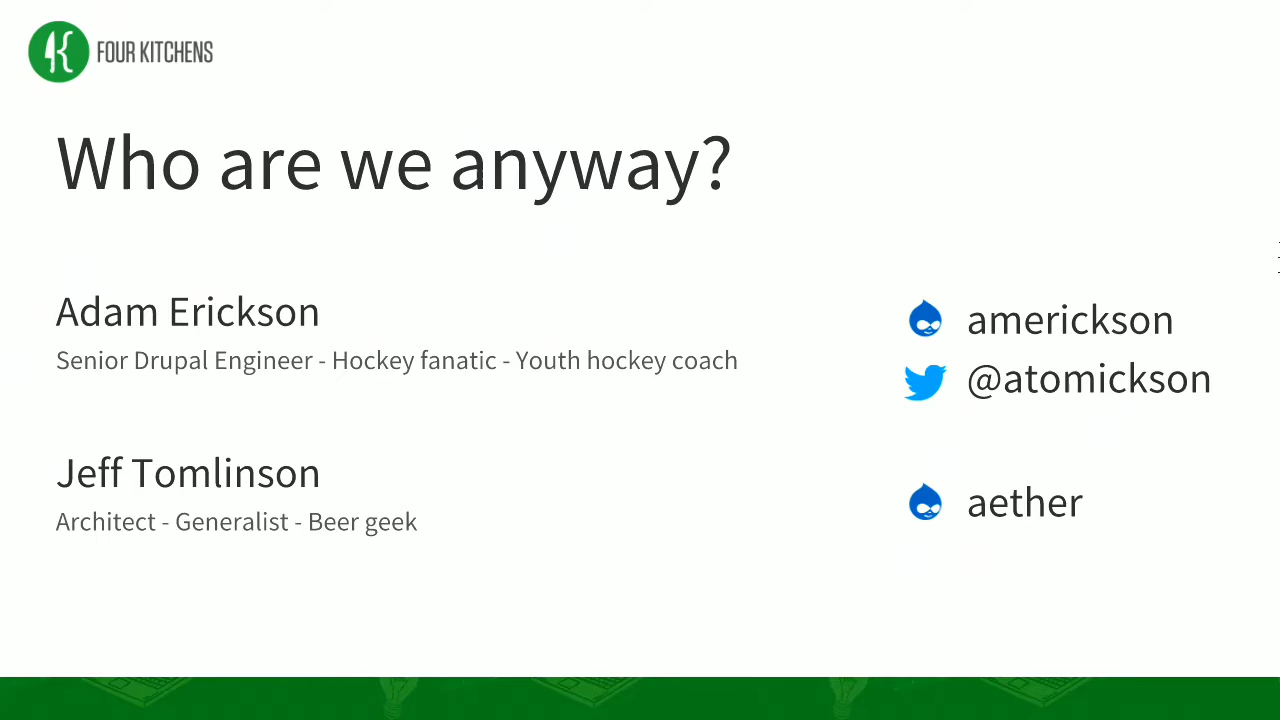 FOUR KITCHENS
Who are we anyway?
Adam Erickson
Senior Drupal Engineer - Hockey fanatic - Youth hockey coach
americkson
@atomickson
Jeff Tomlinson
Architect - Generalist - Beer geek
aether